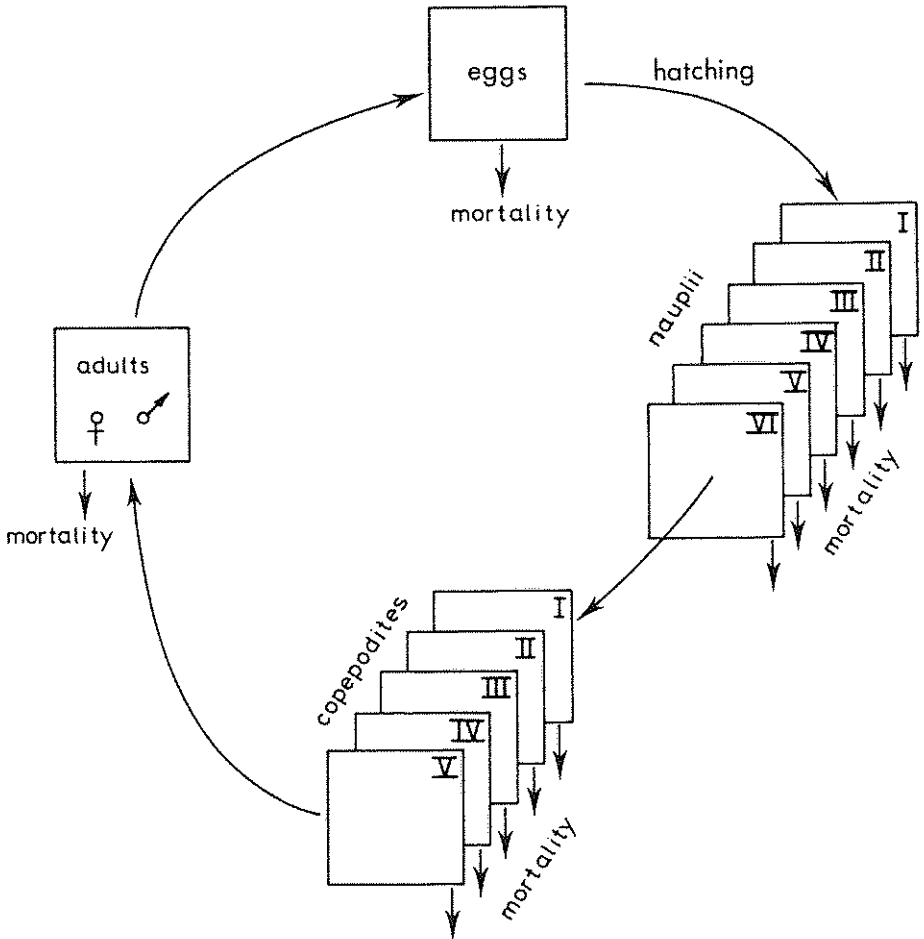 eggs
hatching
mortality
I
II
III
IV
V
VI
nauplii
mortality
adults
♀ ♂
mortality
copepodites
I
II
III
IV
V
mortality